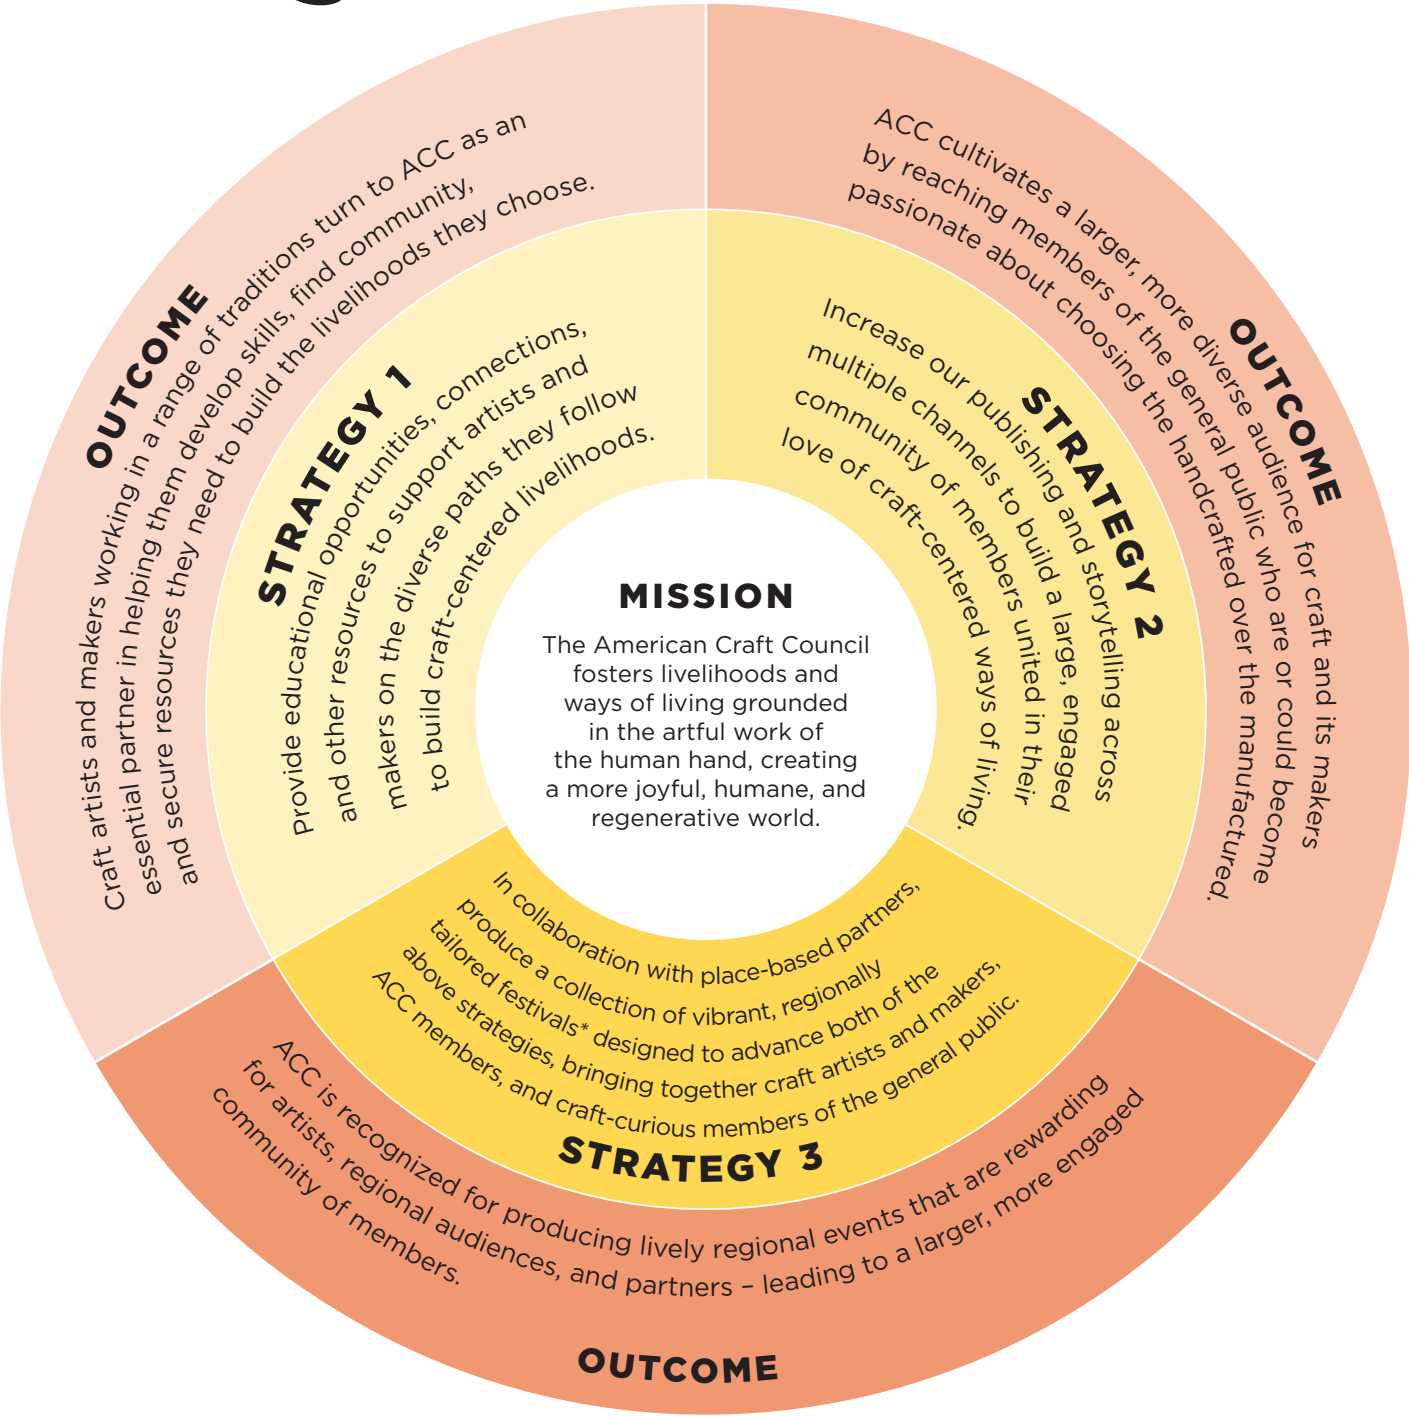 MISSION
The American Craft Council
fosters livelihoods and
ways of living grounded
in the artful work of
the human hand, creating
a more joyful, humane, and
regenerative world.
STRATEGY 1
Provide educational opportunities, connections,
and other resources to support artists and
makers on the diverse paths they follow
to build craft-centered livelihoods.
OUTCOME
Craft artists and makers working in a range of traditions turn to ACC as an
essential partner in helping them develop skills, find community,
and secure resources they need to build the livelihoods they choose.
STRATEGY 2
Increase our publishing and storytelling across
multiple channels to build a large, engaged
community of members united in their
love of craft-centered ways of living.
OUTCOME
ACC cultivates a larger, more diverse audience for craft and its makers
by reaching members of the general public who are or could become
passionate about choosing the handcrafted over the manufactured.
In collaboration with place-based partners,
produce a collection of vibrant, regionally
tailored festivals* designed to advance both of the
above strategies, bringing together craft artists and makers,
ACC members, and craft-curious members of the general public.
STRATEGY 3
ACC is recognized for producing lively regional events that are rewarding
for artists, regional audiences, and partners – leading to a larger, more engaged
community of members.
OUTCOME